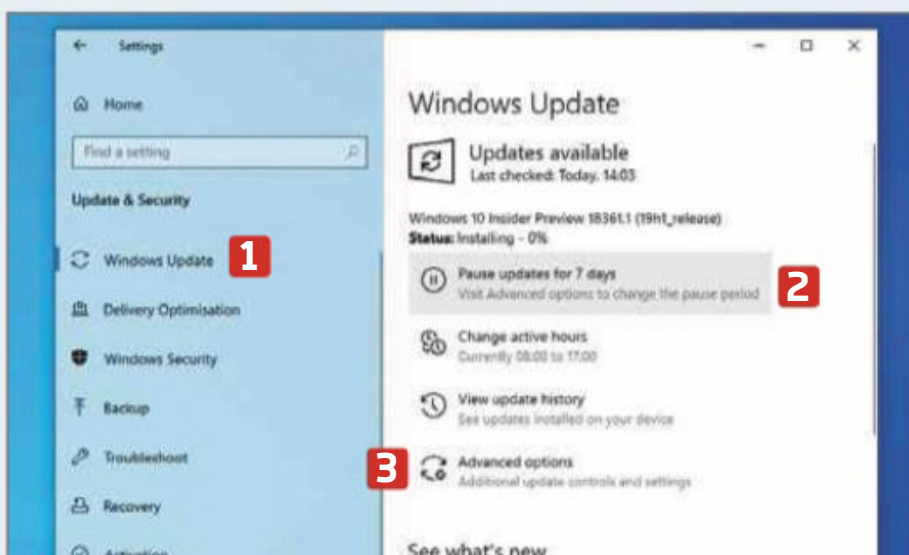 Settings
Home
Find a setting
Update & Security
Windows Update 1
Delivery Optimisation
Windows Security
Backup
Troubleshoot
Recovery
Activation
Windows Update
Updates available
Last checked: Today, 14:03
Windows 10 Insider Preview 18361.1 (19h1_release)
Status: Installing - 0%
Pause updates for 7 days
Visit Advanced options to change the pause period
2
Change active hours
Currently 08:00 to 17:00
View update history
See updates installed on your device
3 Advanced options
Additional update controls and settings
See what's new